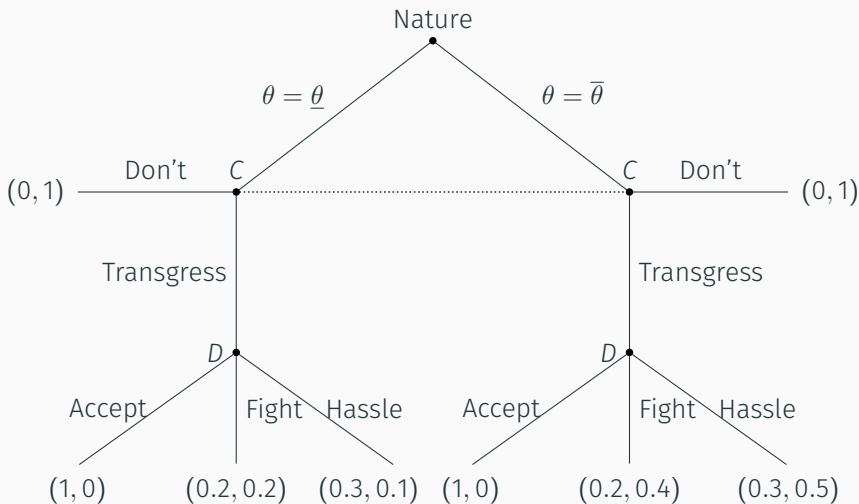 Nature
θ = θ̲ θ = θ̅
Don't C C Don't
(0, 1) (0, 1)
Transgress Transgress
D D
Accept Fight Hassle Accept Fight Hassle
(1, 0) (0.2, 0.2) (0.3, 0.1) (1, 0) (0.2, 0.4) (0.3, 0.5)